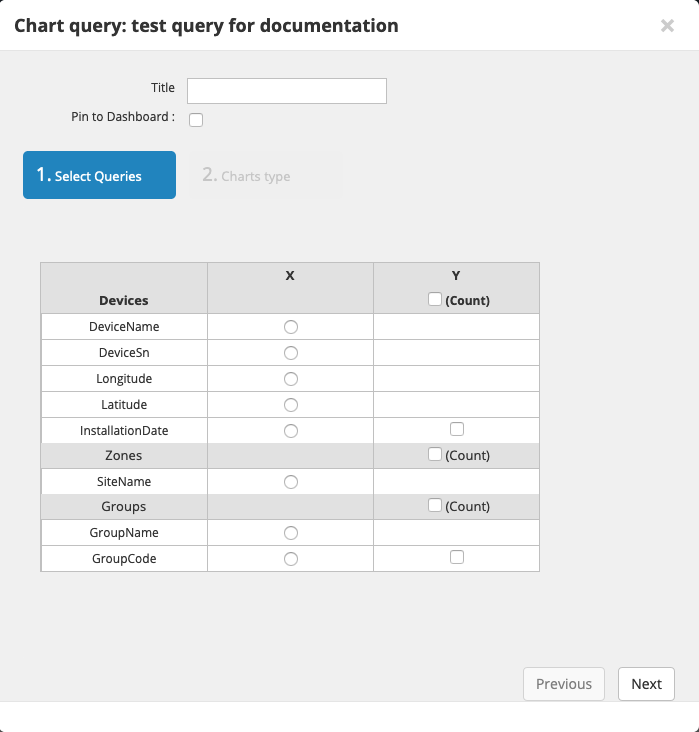 Chart query: test query for documentation
Title
Pin to Dashboard :
1. Select Queries 2. Charts type
X Y
Devices (Count)
DeviceName
DeviceSn
Longitude
Latitude
InstallationDate
Zones (Count)
SiteName
Groups (Count)
GroupName
GroupCode
Previous Next